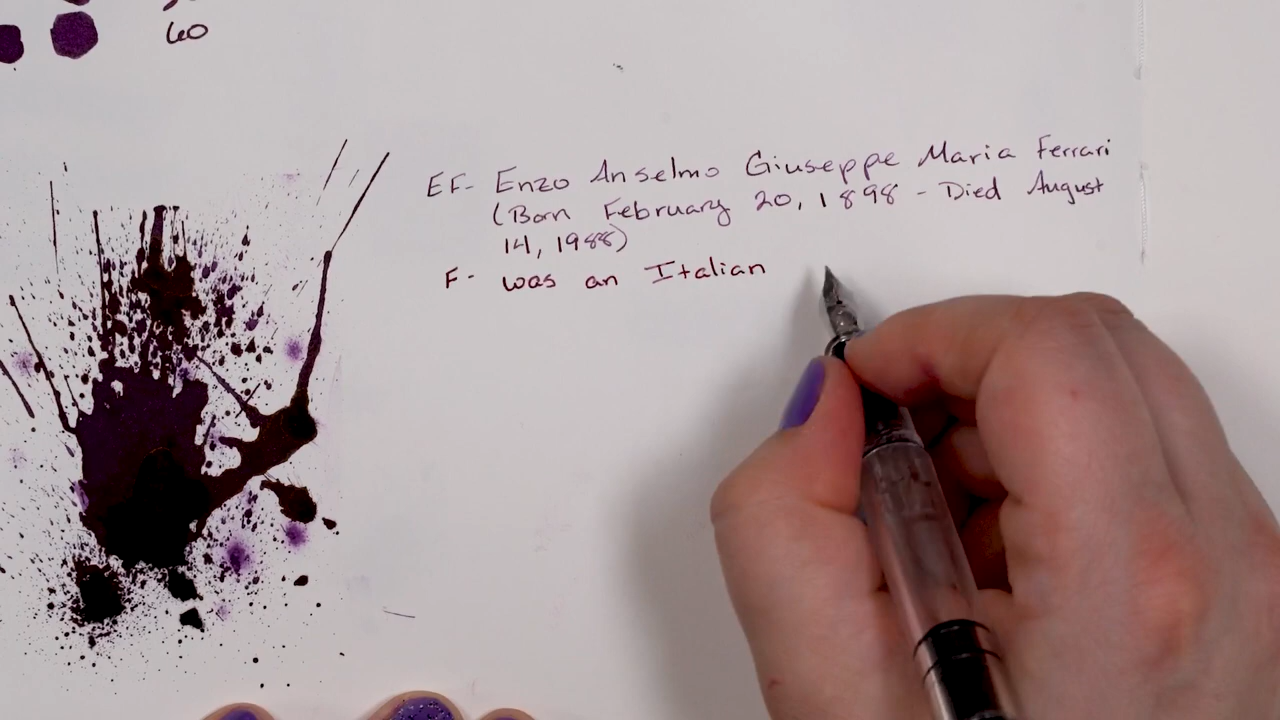 60
EF- Enzo Anselmo Giuseppe Maria Ferrari
(Born February 20, 1898 - Died August
14, 1988)
F- was an Italian